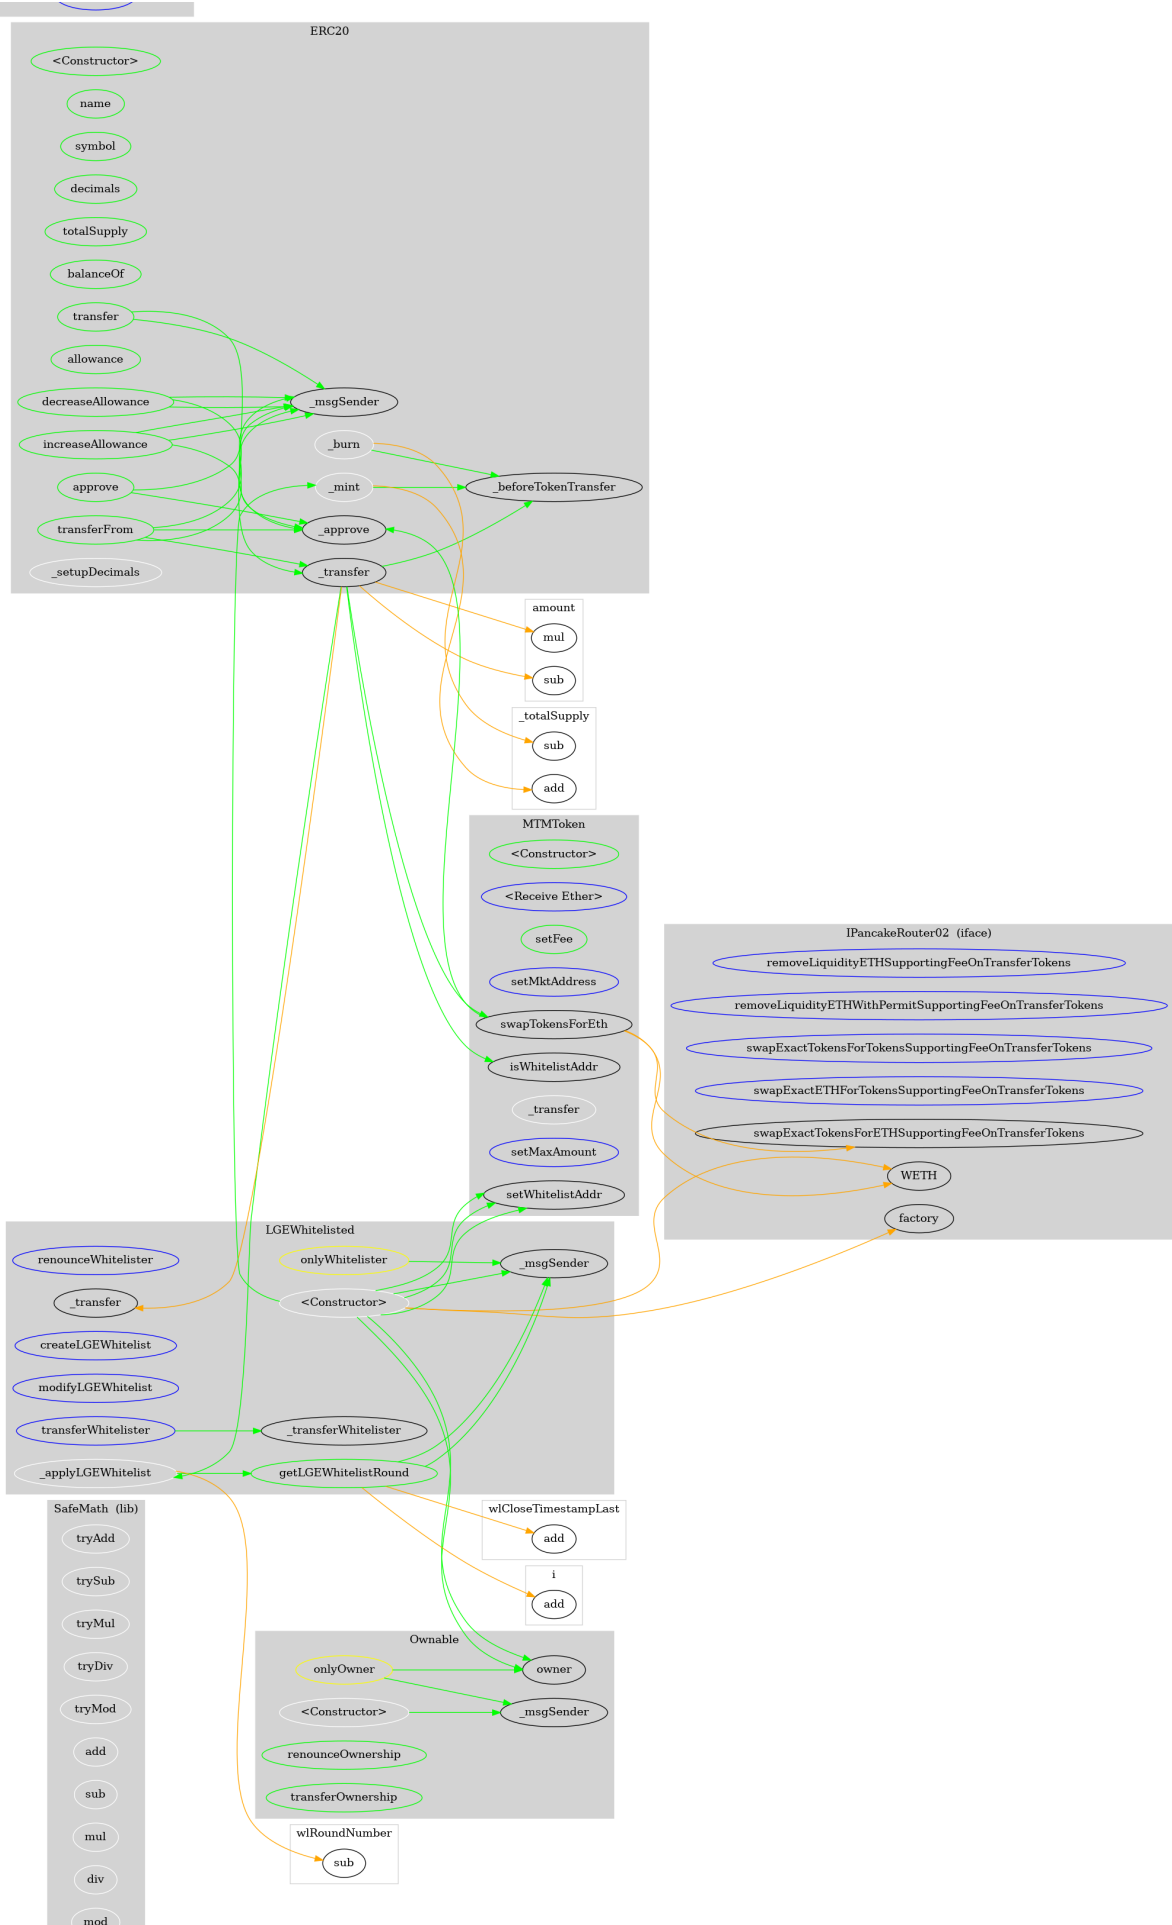 ERC20
<Constructor>
name
symbol
decimals
totalSupply
balanceOf
transfer
allowance
decreaseAllowance
_msgSender
increaseAllowance
_burn
approve
_mint
_beforeTokenTransfer
transferFrom
_approve
_setupDecimals
_transfer
amount
mul
sub
_totalSupply
sub
add
MTMToken
<Constructor>
<Receive Ether>
setFee
setMktAddress
swapTokensForEth
isWhitelistAddr
_transfer
setMaxAmount
setWhitelistAddr
IPancakeRouter02 (iface)
removeLiquidityETHSupportingFeeOnTransferTokens
removeLiquidityETHWithPermitSupportingFeeOnTransferTokens
swapExactTokensForTokensSupportingFeeOnTransferTokens
swapExactETHForTokensSupportingFeeOnTransferTokens
swapExactTokensForETHSupportingFeeOnTransferTokens
WETH
factory
LGEWhitelisted
renounceWhitelister
onlyWhitelister
_msgSender
_transfer
<Constructor>
createLGEWhitelist
modifyLGEWhitelist
transferWhitelister
_transferWhitelister
_applyLGEWhitelist
getLGEWhitelistRound
SafeMath (lib)
tryAdd
trySub
tryMul
tryDiv
tryMod
add
sub
mul
div
mod
wlCloseTimestampLast
add
i
add
Ownable
onlyOwner
owner
<Constructor>
_msgSender
renounceOwnership
transferOwnership
wlRoundNumber
sub